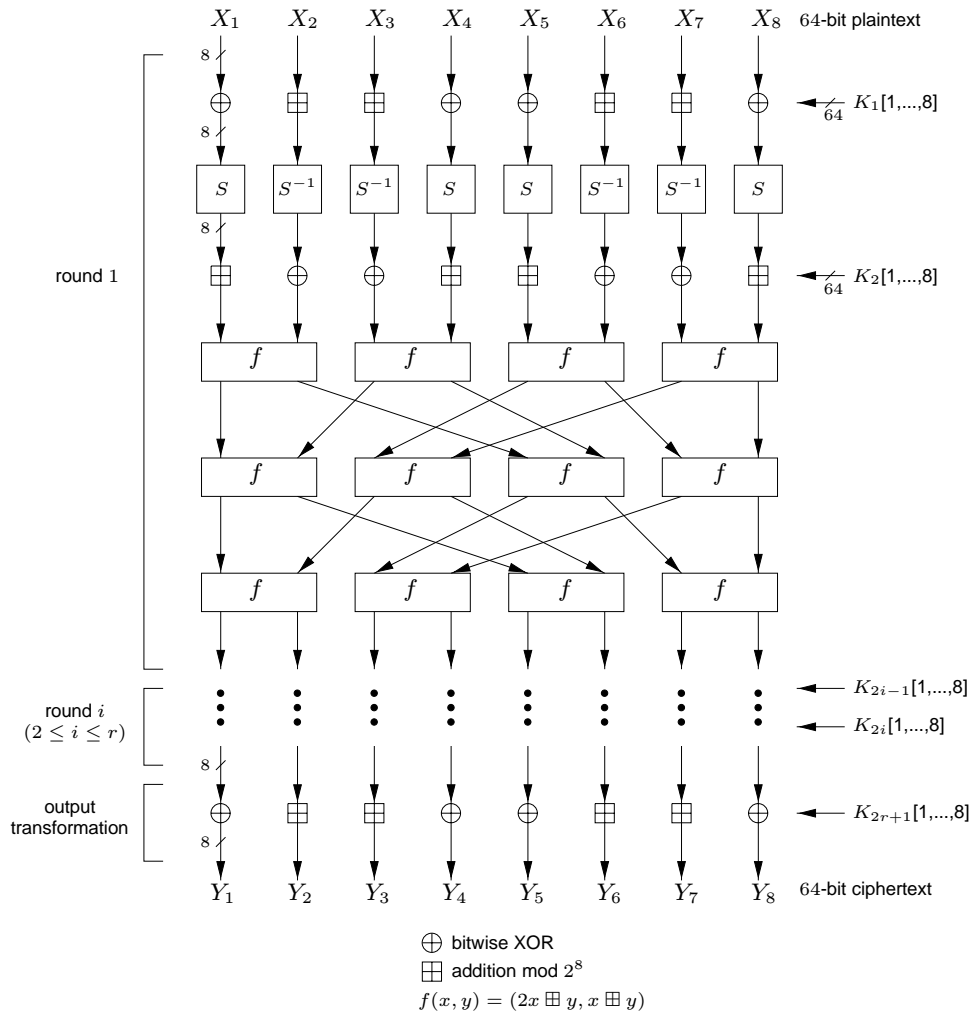 X₁ X₂ X₃ X₄ X₅ X₆ X₇ X₈ 64-bit plaintext
8
64 K₁[1,...,8]
8
S S⁻¹ S⁻¹ S S S⁻¹ S⁻¹ S
8
round 1
64 K₂[1,...,8]
f f f f
f f f f
f f f f
K₂ᵢ₋₁[1,...,8]
round i
(2 ≤ i ≤ r)
K₂ᵢ[1,...,8]
8
output
transformation
K₂ᵣ₊₁[1,...,8]
8
Y₁ Y₂ Y₃ Y₄ Y₅ Y₆ Y₇ Y₈ 64-bit ciphertext
⊕ bitwise XOR
⊞ addition mod 2⁸
f(x, y) = (2x ⊞ y, x ⊞ y)